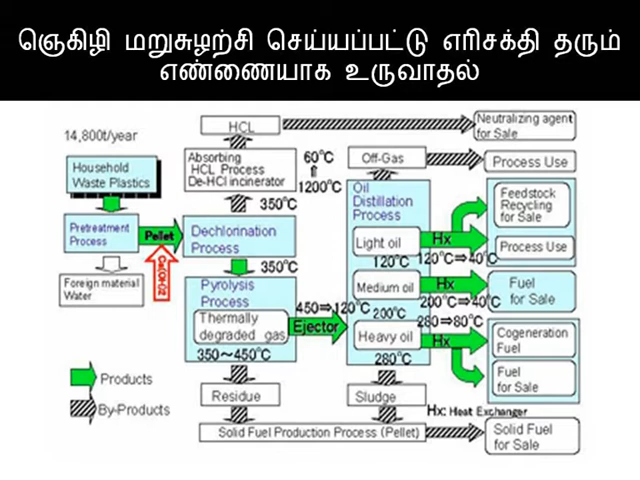 ஞெகிழி மறுசுழற்சி செய்யப்பட்டு எரிசக்தி தரும்
எண்ணையாக உருவாதல்
14,800t/year
Household
Waste Plastics
Pretreatment
Process
Foreign material
Water
Pellet
Ca(OH)2
HCL
Absorbing
HCL Process
De-HCl incinerator
60℃
⇑
1200℃
350℃
Dechlorination
Process
350℃
Pyrolysis
Process
Thermally
degraded gas
350~450℃
450⇒120℃
Ejector
Residue
Off-Gas
Oil
Distillation
Process
Light oil
120℃
Medium oil
200℃
Heavy oil
280℃
Sludge
Hx
120℃⇒40℃
Hx
200℃⇒40℃
280⇒80℃
Hx
Neutralizing agent
for Sale
Process Use
Feedstock
Recycling
for Sale
Process Use
Fuel
for Sale
Cogeneration
Fuel
Fuel
for Sale
Products
By-Products
Hx: Heat Exchanger
Solid Fuel Production Process (Pellet)
Solid Fuel
for Sale